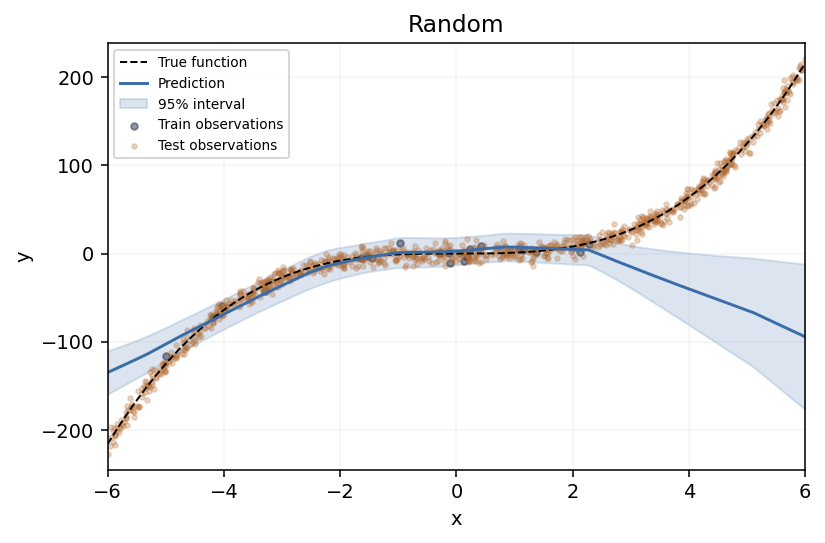 Random
True function
Prediction
95% interval
Train observations
Test observations
y
200
100
0
−100
−200
−6
−4
−2
0
2
4
6
x